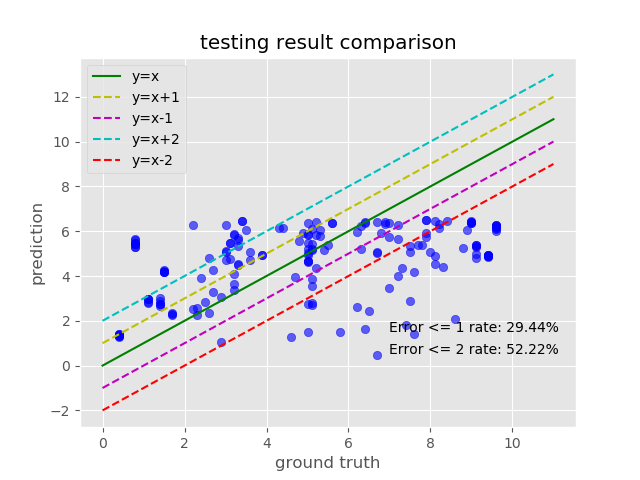 testing result comparison
y=x
y=x+1
y=x-1
y=x+2
y=x-2
12
10
8
6
4
2
0
−2
prediction
Error <= 1 rate: 29.44%
Error <= 2 rate: 52.22%
0 2 4 6 8 10
ground truth